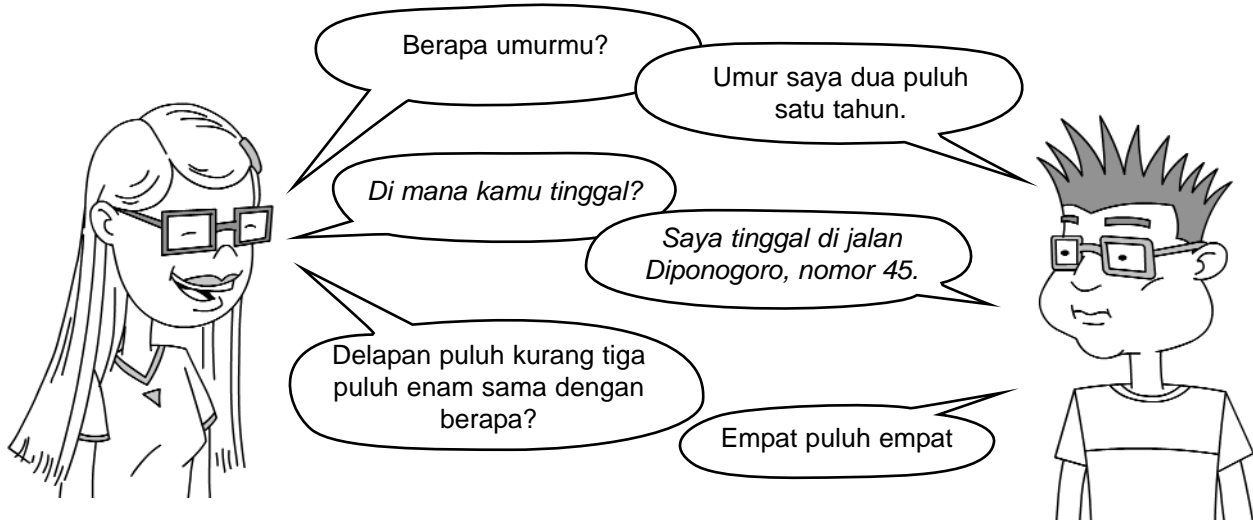 Berapa umurmu?
Umur saya dua puluh
satu tahun.
Di mana kamu tinggal?
Saya tinggal di jalan
Diponogoro, nomor 45.
Delapan puluh kurang tiga
puluh enam sama dengan
berapa?
Empat puluh empat